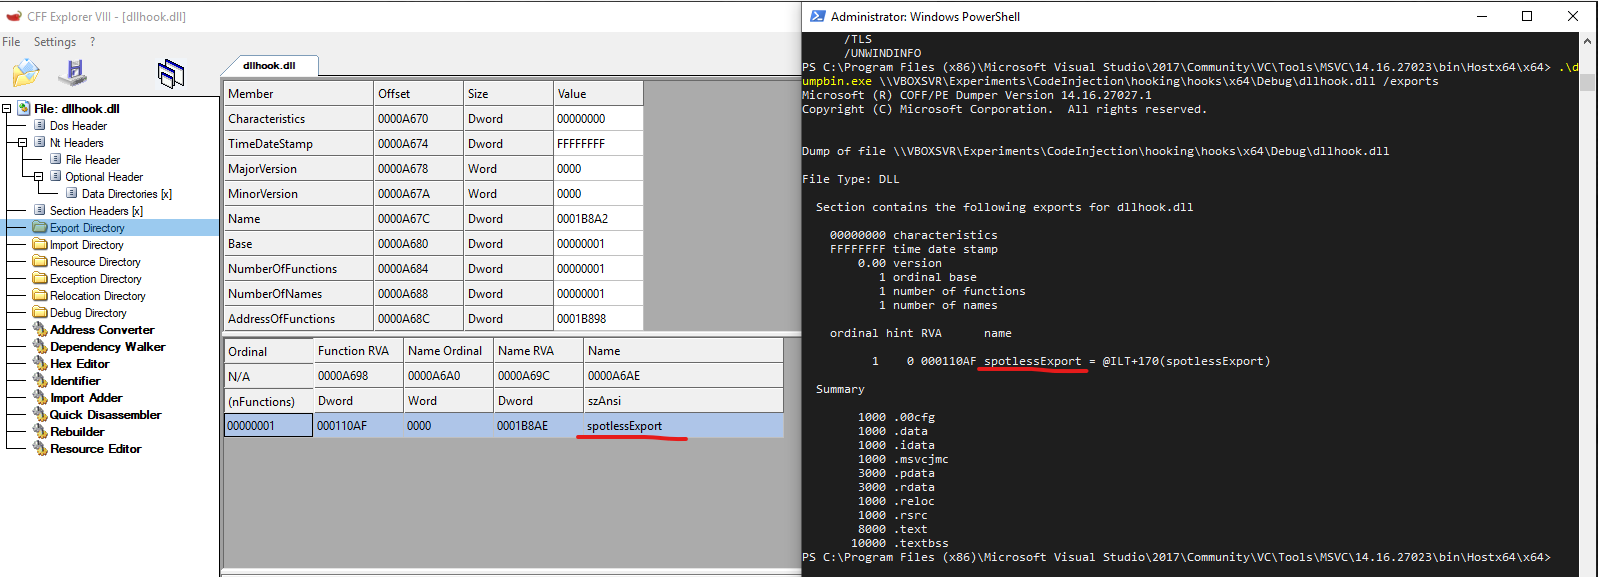 CFF Explorer VIII - [dllhook.dll]
File Settings ?
File: dllhook.dll
Dos Header
Nt Headers
File Header
Optional Header
Data Directories [x]
Section Headers [x]
Export Directory
Import Directory
Resource Directory
Exception Directory
Relocation Directory
Debug Directory
Address Converter
Dependency Walker
Hex Editor
Identifier
Import Adder
Quick Disassembler
Rebuilder
Resource Editor
dllhook.dll
Member Offset Size Value
Characteristics 0000A670 Dword 00000000
TimeDateStamp 0000A674 Dword FFFFFFFF
MajorVersion 0000A678 Word 0000
MinorVersion 0000A67A Word 0000
Name 0000A67C Dword 0001B8A2
Base 0000A680 Dword 00000001
NumberOfFunctions 0000A684 Dword 00000001
NumberOfNames 0000A688 Dword 00000001
AddressOfFunctions 0000A68C Dword 0001B898
Ordinal Function RVA Name Ordinal Name RVA Name
N/A 0000A698 0000A6A0 0000A69C 0000A6AE
(nFunctions) Dword Word Dword szAnsi
00000001 000110AF 0000 0001B8AE spotlessExport
Administrator: Windows PowerShell
/TLS
/UNWINDINFO
PS C:\Program Files (x86)\Microsoft Visual Studio\2017\Community\VC\Tools\MSVC\14.16.27023\bin\Hostx64\x64> .\d
umpbin.exe \\VBOXSVR\Experiments\CodeInjection\hooking\hooks\x64\Debug\dllhook.dll /exports
Microsoft (R) COFF/PE Dumper Version 14.16.27027.1
Copyright (C) Microsoft Corporation.  All rights reserved.
Dump of file \\VBOXSVR\Experiments\CodeInjection\hooking\hooks\x64\Debug\dllhook.dll
File Type: DLL
Section contains the following exports for dllhook.dll
00000000 characteristics
FFFFFFFF time date stamp
0.00 version
1 ordinal base
1 number of functions
1 number of names
ordinal hint RVA name
1 0 000110AF spotlessExport = @ILT+170(spotlessExport)
Summary
1000 .00cfg
1000 .data
1000 .idata
1000 .msvcjmc
3000 .pdata
3000 .rdata
1000 .reloc
1000 .rsrc
8000 .text
10000 .textbss
PS C:\Program Files (x86)\Microsoft Visual Studio\2017\Community\VC\Tools\MSVC\14.16.27023\bin\Hostx64\x64>